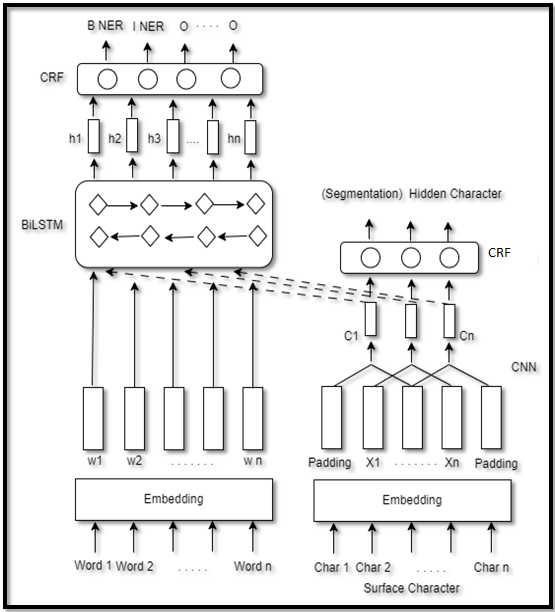 B NER I NER O . . . . O
CRF
h1 h2 h3 .... hn
BiLSTM
(Segmentation) Hidden Character
CRF
C1 Cn
CNN
w1 w2 . . . . . . . w n
Padding X1 . . . . . . . Xn Padding
Embedding
Embedding
Word 1 Word 2 . . . . . Word n
Char 1 Char 2 . . . . . Char n
Surface Character